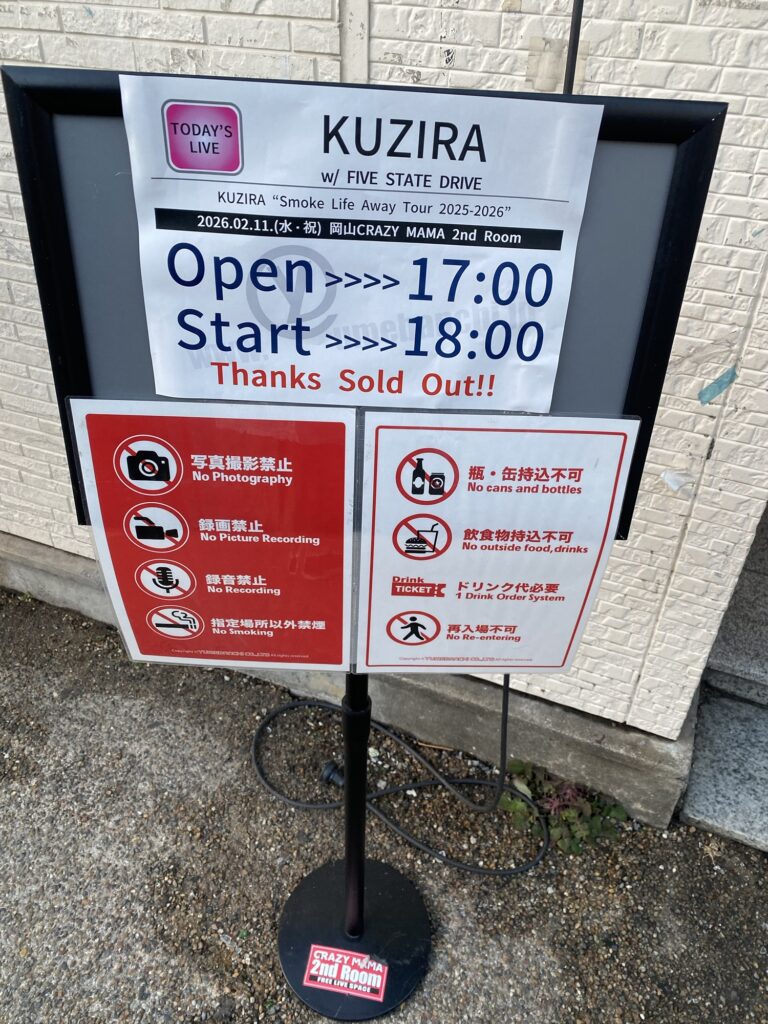 TODAY'S
LIVE
KUZIRA
w/ FIVE STATE DRIVE
KUZIRA "Smoke Life Away Tour 2025-2026"
2026.02.11.(水・祝) 岡山CRAZY MAMA 2nd Room
Open >>>> 17:00
Start >>>> 18:00
Thanks Sold Out!!
写真撮影禁止
No Photography
録画禁止
No Picture Recording
録音禁止
No Recording
指定場所以外禁煙
No Smoking
瓶・缶持込不可
No cans and bottles
飲食物持込不可
No outside food,drinks
Drink
TICKET
ドリンク代必要
1 Drink Order System
再入場不可
No Re-entering
CRAZY MAMA
2nd Room
FREE LIVE SPACE